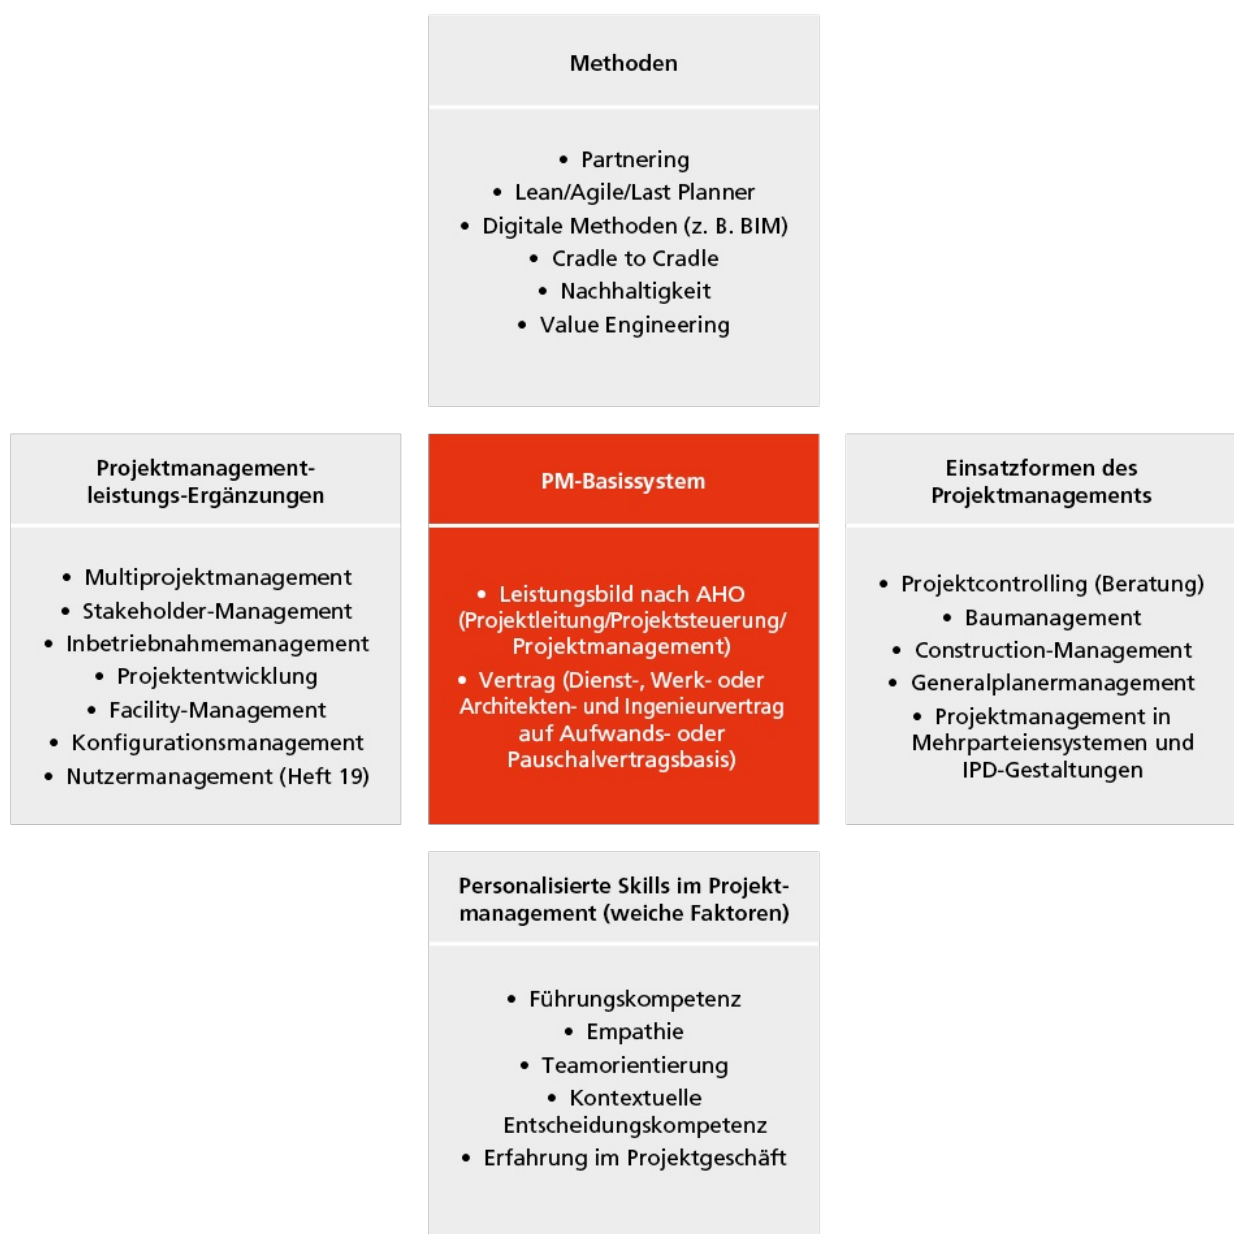 Methoden
• Partnering
• Lean/Agile/Last Planner
• Digitale Methoden (z. B. BIM)
• Cradle to Cradle
• Nachhaltigkeit
• Value Engineering
Projektmanagement-
leistungs-Ergänzungen
• Multiprojektmanagement
• Stakeholder-Management
• Inbetriebnahmemanagement
• Projektentwicklung
• Facility-Management
• Konfigurationsmanagement
• Nutzermanagement (Heft 19)
PM-Basissystem
• Leistungsbild nach AHO
(Projektleitung/Projektsteuerung/
Projektmanagement)
• Vertrag (Dienst-, Werk- oder
Architekten- und Ingenieurvertrag
auf Aufwands- oder
Pauschalvertragsbasis)
Einsatzformen des
Projektmanagements
• Projektcontrolling (Beratung)
• Baumanagement
• Construction-Management
• Generalplanermanagement
• Projektmanagement in
Mehrparteiensystemen und
IPD-Gestaltungen
Personalisierte Skills im Projekt-
management (weiche Faktoren)
• Führungskompetenz
• Empathie
• Teamorientierung
• Kontextuelle
Entscheidungskompetenz
• Erfahrung im Projektgeschäft